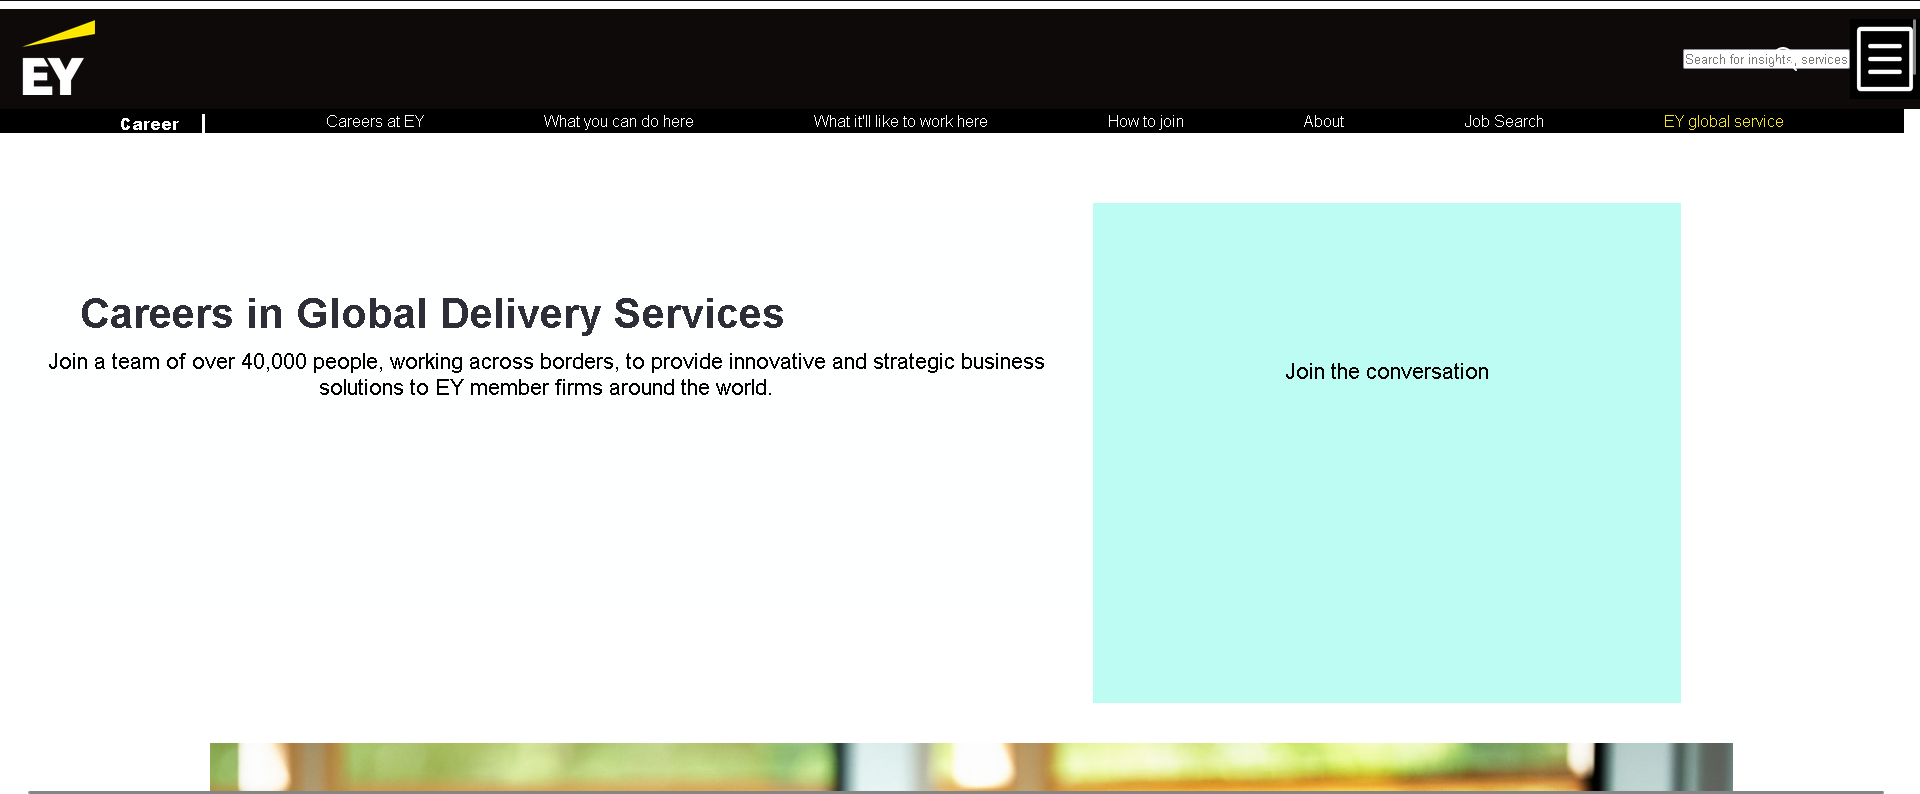 EY
Search for insights, services
Career
Careers at EY
What you can do here
What it'll like to work here
How to join
About
Job Search
EY global service
Careers in Global Delivery Services
Join a team of over 40,000 people, working across borders, to provide innovative and strategic business
solutions to EY member firms around the world.
Join the conversation